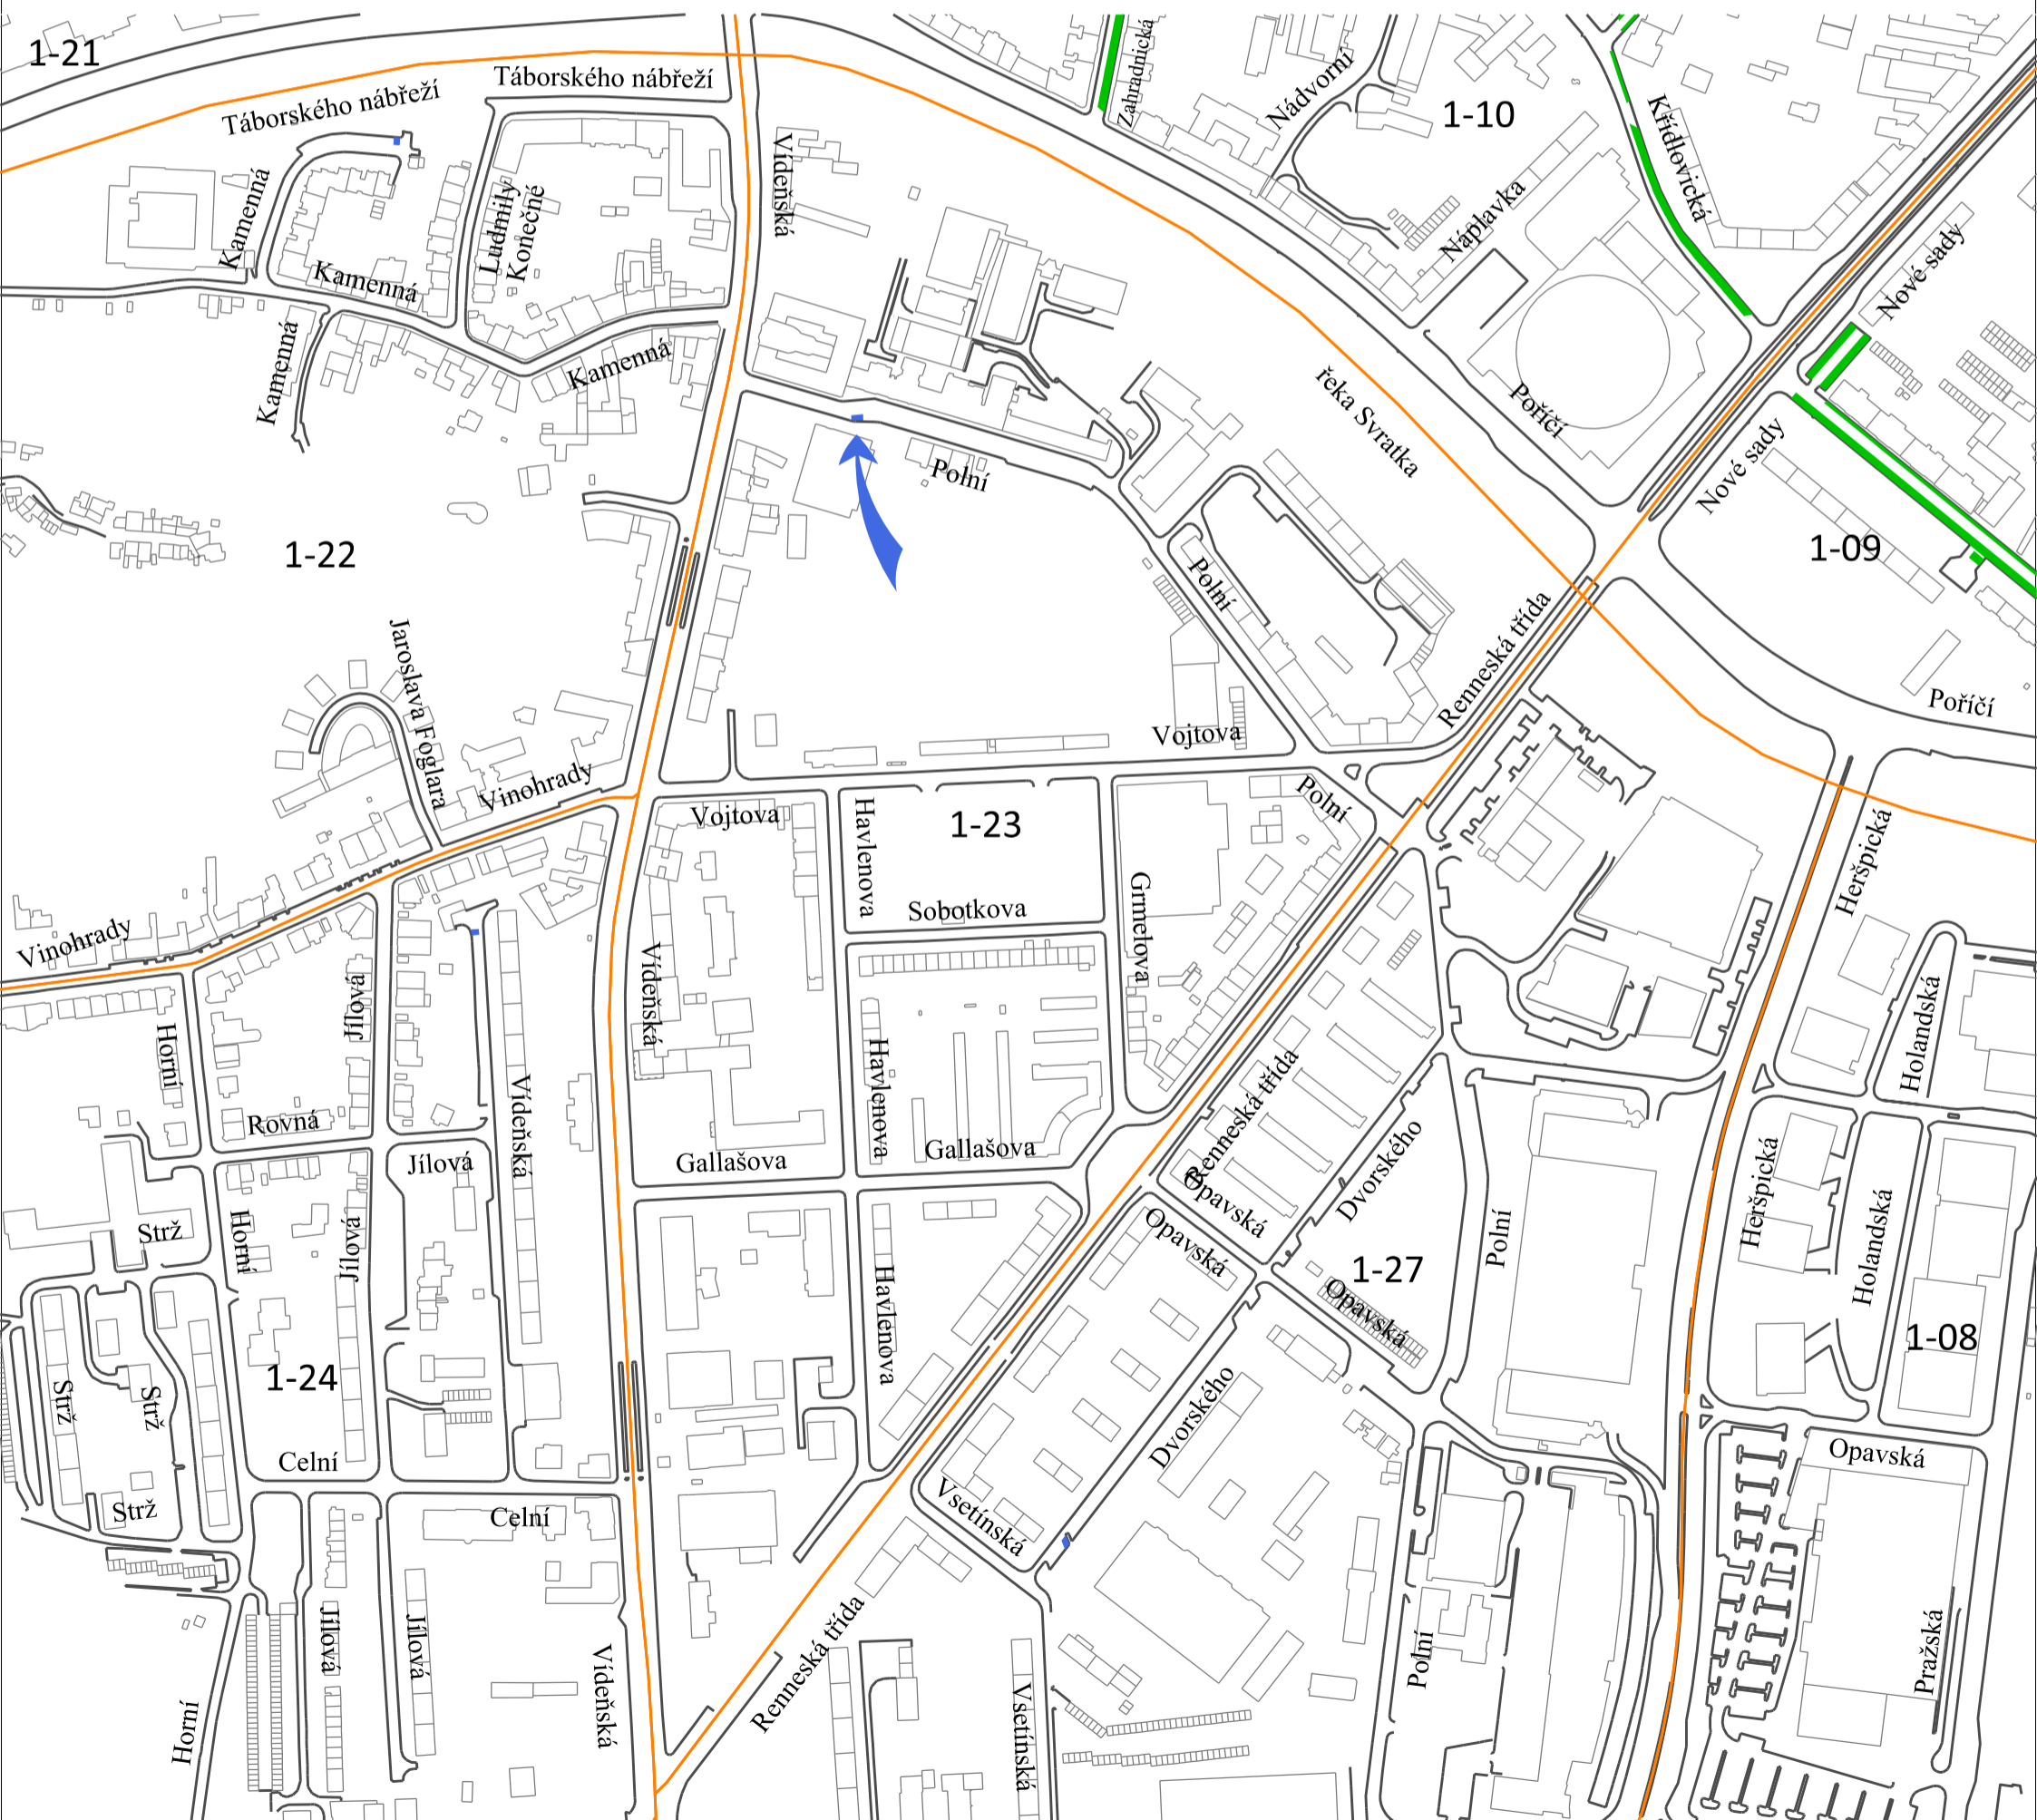 1-21
Táborského nábřeží
Táborského nábřeží
Zahradnická
Nádvorní
1-10
Křídlovická
Vídeňská
Kamenná
Ludmily
Konečné
Náplavka
Nové sady
Kamenná
Kamenná
Kamenná
řeka Svratka
Poříčí
Nové sady
Polní
1-22
1-09
Polní
Jaroslava Foglara
Renneská třída
Poříčí
Vojtova
Vinohrady
Vojtova
Havlenova
1-23
Polní
Heršpická
Sobotkova
Grmelova
Vinohrady
Vídeňská
Jílová
Horní
Holandská
Havlenova
Vídeňská
Renneská třída
Rovná
Jílová
Gallašova
Gallašova
Dvorského
Heršpická
Opavská
Opavská
Strž
Horní
Jílová
Polní
Holandská
1-27
Opavská
Havlenova
1-08
1-24
Strž
Strž
Dvorského
Celní
Opavská
Strž
Celní
Vsetínská
Jílová
Jílová
Vídeňská
Renneská třída
Polní
Pražská
Horní
Vsetínská